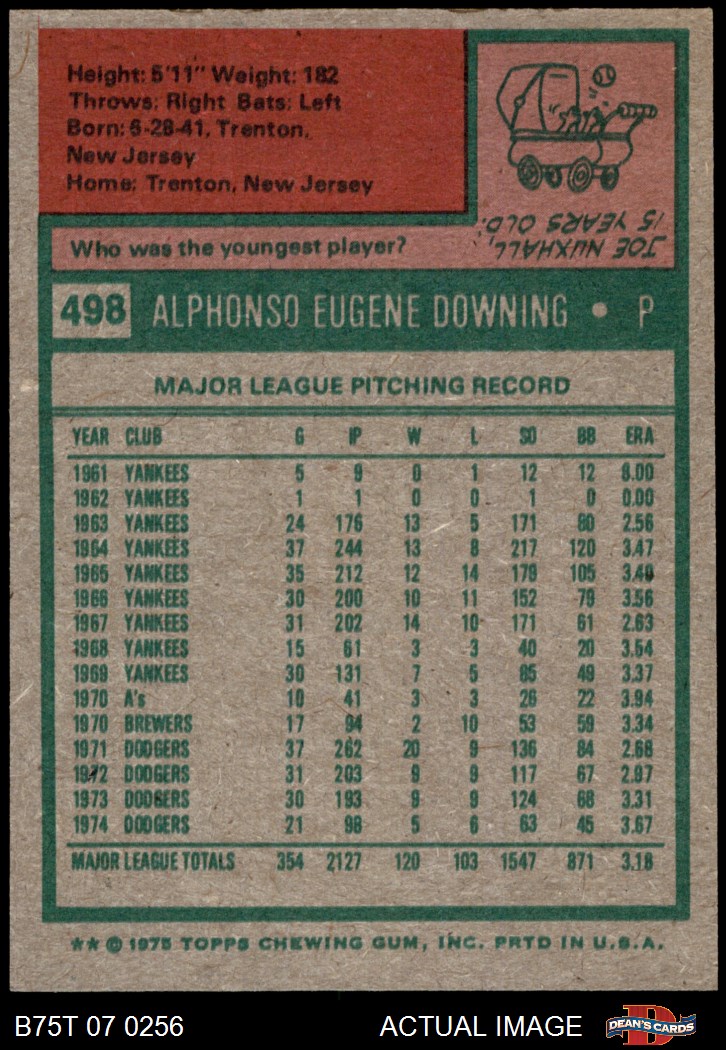 Height: 5'11" Weight: 182
Throws: Right Bats: Left
Born: 6-28-41, Trenton,
New Jersey
Home: Trenton, New Jersey
Who was the youngest player?
JOE NUXHALL,
15 YEARS OLD.
498 ALPHONSO EUGENE DOWNING • P
MAJOR LEAGUE PITCHING RECORD
YEAR CLUB G IP W L SO BB ERA
1961 YANKEES 5 9 0 1 12 12 8.00
1962 YANKEES 1 1 0 0 1 0 0.00
1963 YANKEES 24 176 13 5 171 80 2.56
1964 YANKEES 37 244 13 8 217 120 3.47
1965 YANKEES 35 212 12 14 179 105 3.40
1966 YANKEES 30 200 10 11 152 79 3.56
1967 YANKEES 31 202 14 10 171 61 2.63
1968 YANKEES 15 61 3 3 40 20 3.54
1969 YANKEES 30 131 7 5 85 49 3.37
1970 A's 10 41 3 3 26 22 3.94
1970 BREWERS 17 94 2 10 53 59 3.34
1971 DODGERS 37 262 20 9 136 84 2.68
1972 DODGERS 31 203 9 9 117 67 2.97
1973 DODGERS 30 193 9 9 124 68 3.31
1974 DODGERS 21 98 5 6 63 45 3.67
MAJOR LEAGUE TOTALS 354 2127 120 103 1547 871 3.18
** © 1975 TOPPS CHEWING GUM, INC. PRTD IN U.S.A.
B75T 07 0256 ACTUAL IMAGE D DEAN'S CARDS